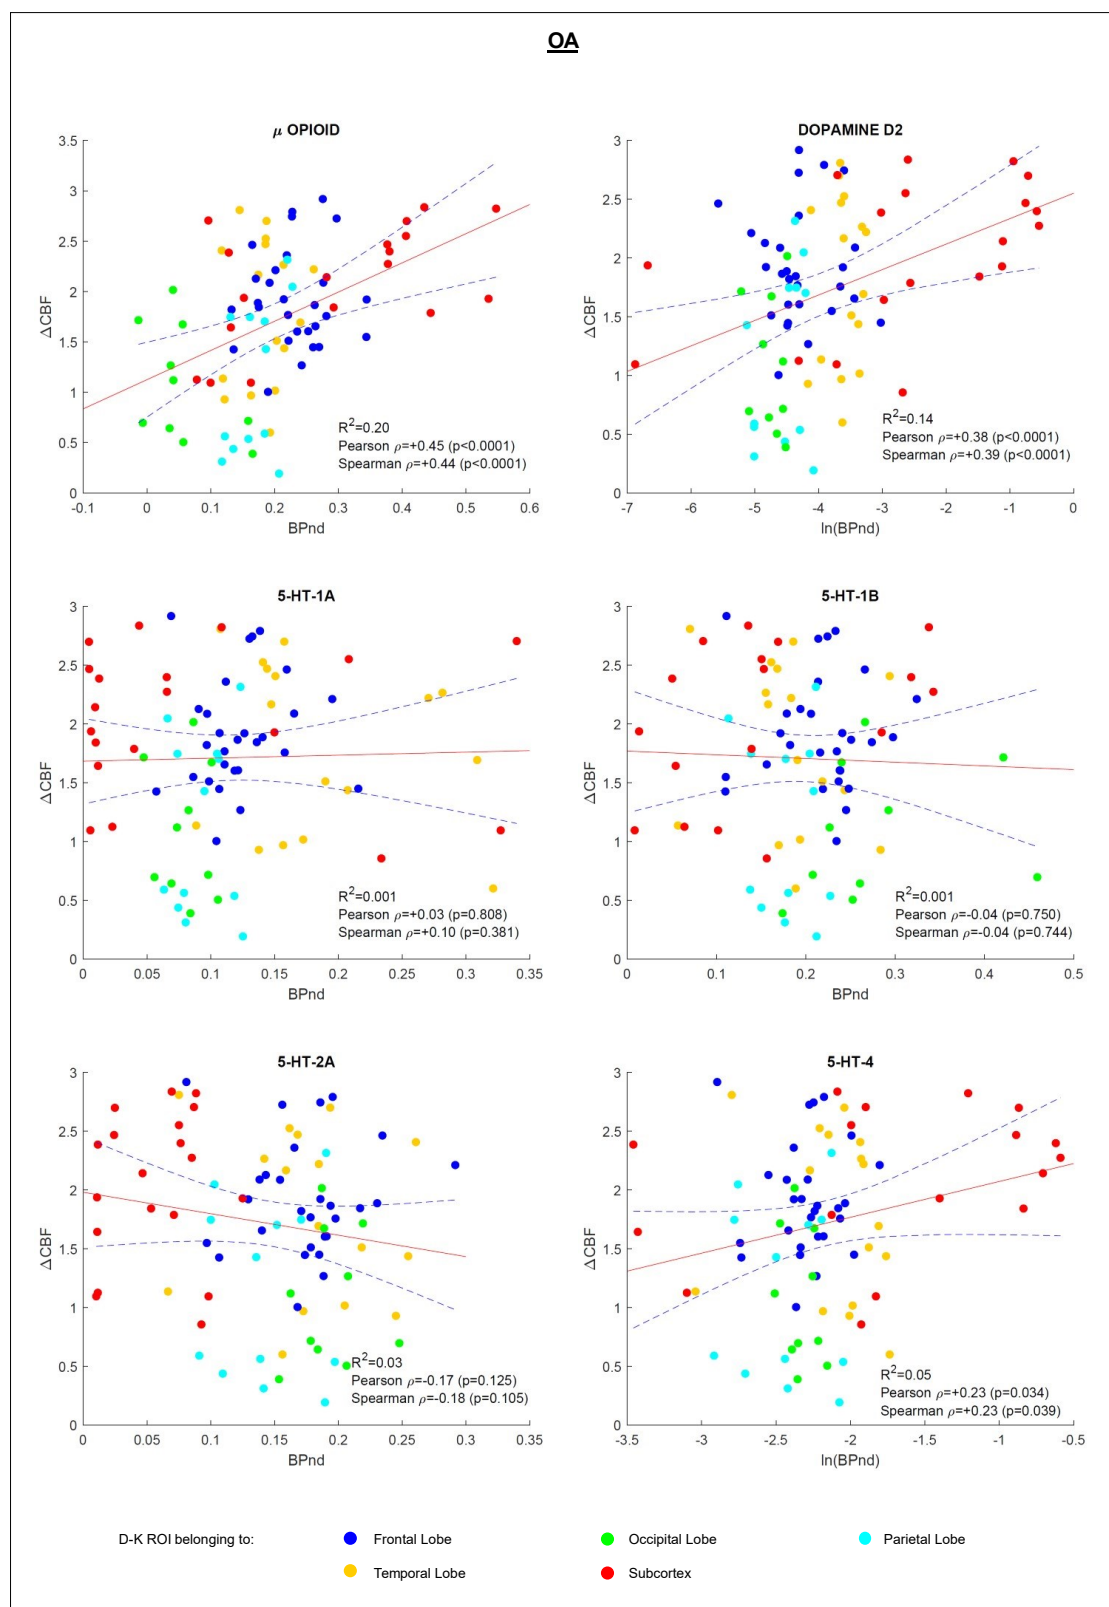 OA
μ OPIOID
3.5
3
2.5
2
1.5
1
0.5
0
ΔCBF
R²=0.20
Pearson ρ=+0.45 (p<0.0001)
Spearman ρ=+0.44 (p<0.0001)
-0.1 0 0.1 0.2 0.3 0.4 0.5 0.6
BPnd
DOPAMINE D2
3
2.5
2
1.5
1
0.5
0
ΔCBF
R²=0.14
Pearson ρ=+0.38 (p<0.0001)
Spearman ρ=+0.39 (p<0.0001)
-7 -6 -5 -4 -3 -2 -1 0
ln(BPnd)
5-HT-1A
3
2.5
2
1.5
1
0.5
0
ΔCBF
R²=0.001
Pearson ρ=+0.03 (p=0.808)
Spearman ρ=+0.10 (p=0.381)
0 0.05 0.1 0.15 0.2 0.25 0.3 0.35
BPnd
5-HT-1B
3
2.5
2
1.5
1
0.5
0
ΔCBF
R²=0.001
Pearson ρ=-0.04 (p=0.750)
Spearman ρ=-0.04 (p=0.744)
0 0.1 0.2 0.3 0.4 0.5
BPnd
5-HT-2A
3
2.5
2
1.5
1
0.5
0
ΔCBF
R²=0.03
Pearson ρ=-0.17 (p=0.125)
Spearman ρ=-0.18 (p=0.105)
0 0.05 0.1 0.15 0.2 0.25 0.3 0.35
BPnd
5-HT-4
3
2.5
2
1.5
1
0.5
0
ΔCBF
R²=0.05
Pearson ρ=+0.23 (p=0.034)
Spearman ρ=+0.23 (p=0.039)
-3.5 -3 -2.5 -2 -1.5 -1 -0.5
ln(BPnd)
D-K ROI belonging to: Frontal Lobe Occipital Lobe Parietal Lobe
Temporal Lobe Subcortex